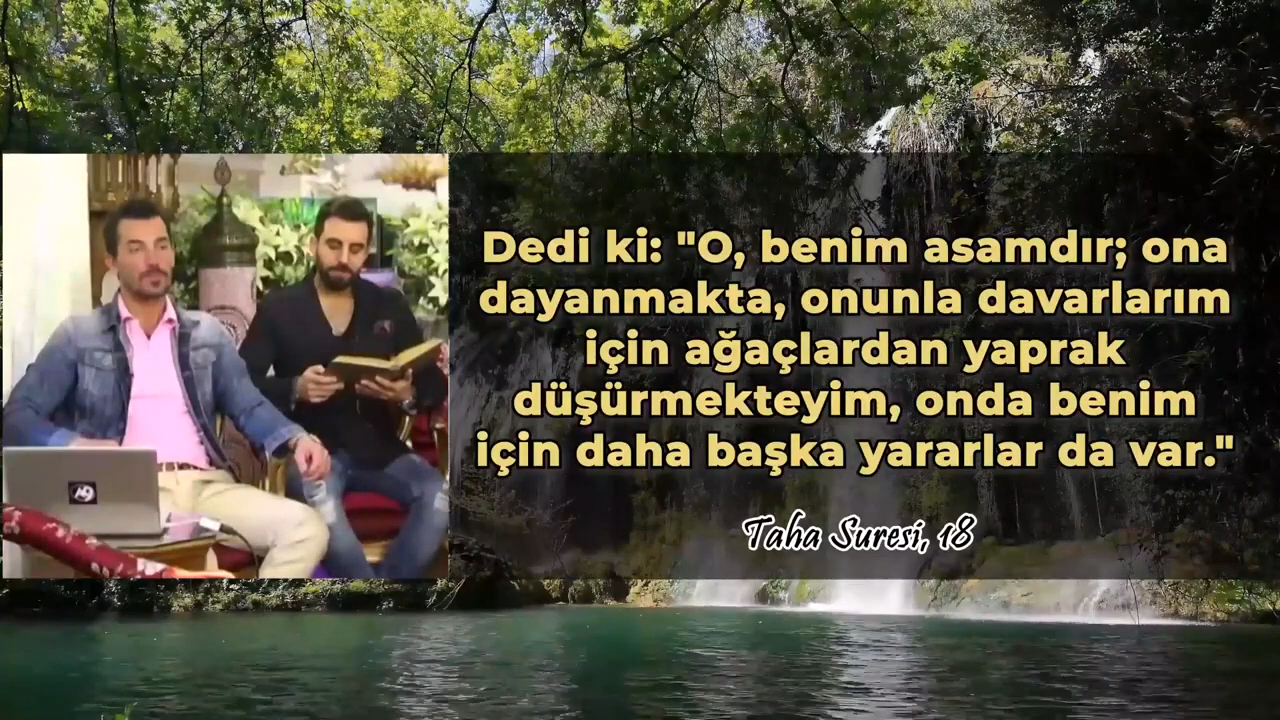 Dedi ki: "O, benim asamdır; ona
dayanmakta, onunla davarlarım
için ağaçlardan yaprak
düşürmekteyim, onda benim
için daha başka yararlar da var."
Taha Suresi, 18